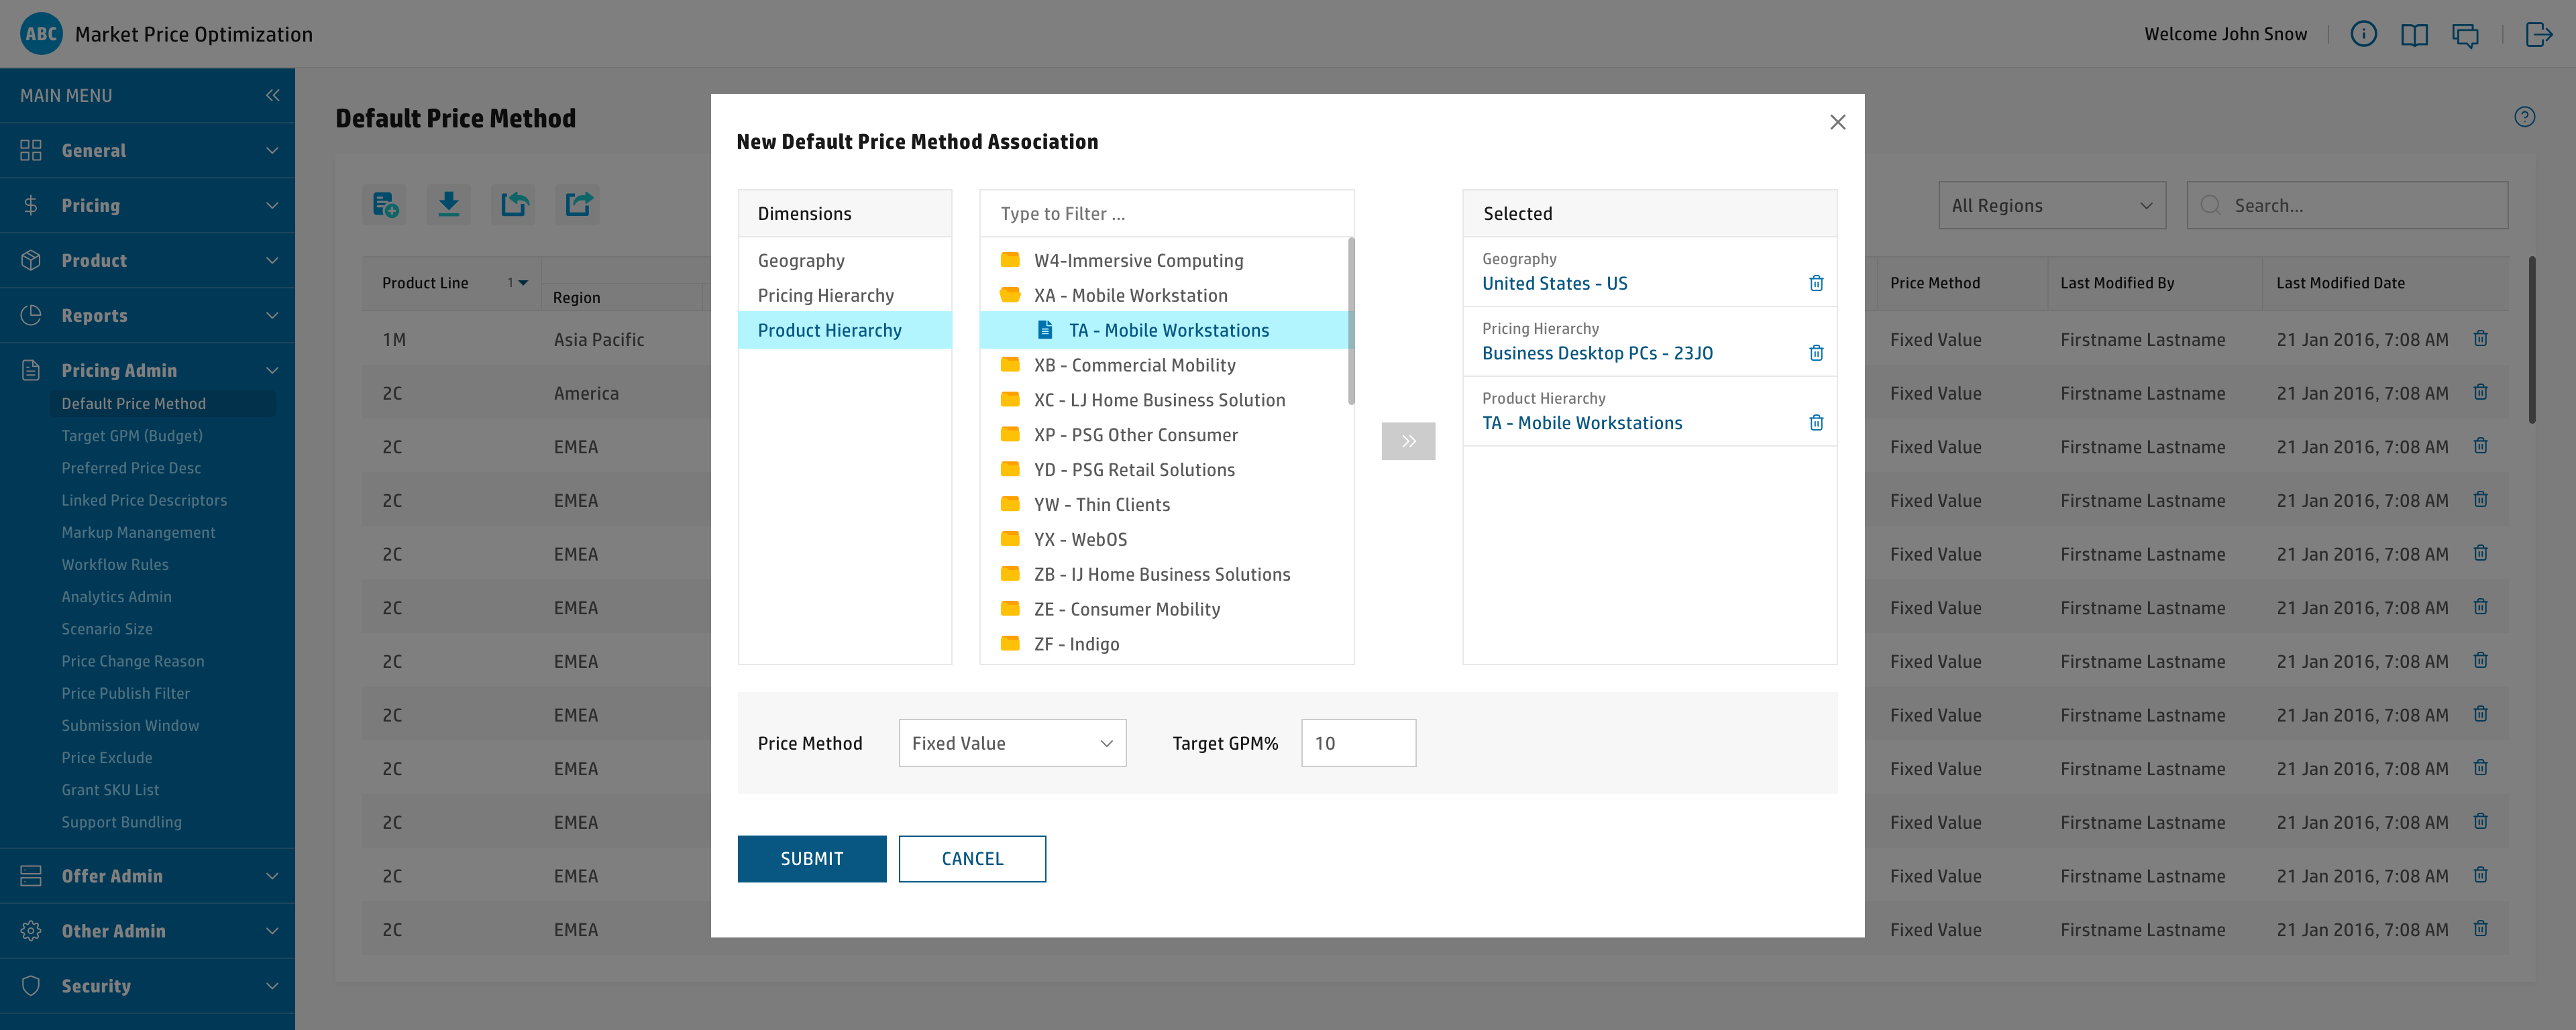 ABC Market Price Optimization
Welcome John Snow
MAIN MENU
General
Pricing
Product
Reports
Pricing Admin
Default Price Method
Target GPM (Budget)
Preferred Price Desc
Linked Price Descriptors
Markup Manangement
Workflow Rules
Analytics Admin
Scenario Size
Price Change Reason
Price Publish Filter
Submission Window
Price Exclude
Grant SKU List
Support Bundling
Offer Admin
Other Admin
Security
Default Price Method
All Regions
Search...
Product Line 1
Region
Price Method Last Modified By Last Modified Date
1M Asia Pacific Fixed Value Firstname Lastname 21 Jan 2016, 7:08 AM
2C America Fixed Value Firstname Lastname 21 Jan 2016, 7:08 AM
2C EMEA Fixed Value Firstname Lastname 21 Jan 2016, 7:08 AM
2C EMEA Fixed Value Firstname Lastname 21 Jan 2016, 7:08 AM
2C EMEA Fixed Value Firstname Lastname 21 Jan 2016, 7:08 AM
2C EMEA Fixed Value Firstname Lastname 21 Jan 2016, 7:08 AM
2C EMEA Fixed Value Firstname Lastname 21 Jan 2016, 7:08 AM
2C EMEA Fixed Value Firstname Lastname 21 Jan 2016, 7:08 AM
2C EMEA Fixed Value Firstname Lastname 21 Jan 2016, 7:08 AM
2C EMEA Fixed Value Firstname Lastname 21 Jan 2016, 7:08 AM
2C EMEA Fixed Value Firstname Lastname 21 Jan 2016, 7:08 AM
2C EMEA Fixed Value Firstname Lastname 21 Jan 2016, 7:08 AM
New Default Price Method Association
Dimensions
Geography
Pricing Hierarchy
Product Hierarchy
Type to Filter ...
W4-Immersive Computing
XA - Mobile Workstation
TA - Mobile Workstations
XB - Commercial Mobility
XC - LJ Home Business Solution
XP - PSG Other Consumer
YD - PSG Retail Solutions
YW - Thin Clients
YX - WebOS
ZB - IJ Home Business Solutions
ZE - Consumer Mobility
ZF - Indigo
Selected
Geography
United States - US
Pricing Hierarchy
Business Desktop PCs - 23JO
Product Hierarchy
TA - Mobile Workstations
Price Method Fixed Value Target GPM% 10
SUBMIT CANCEL